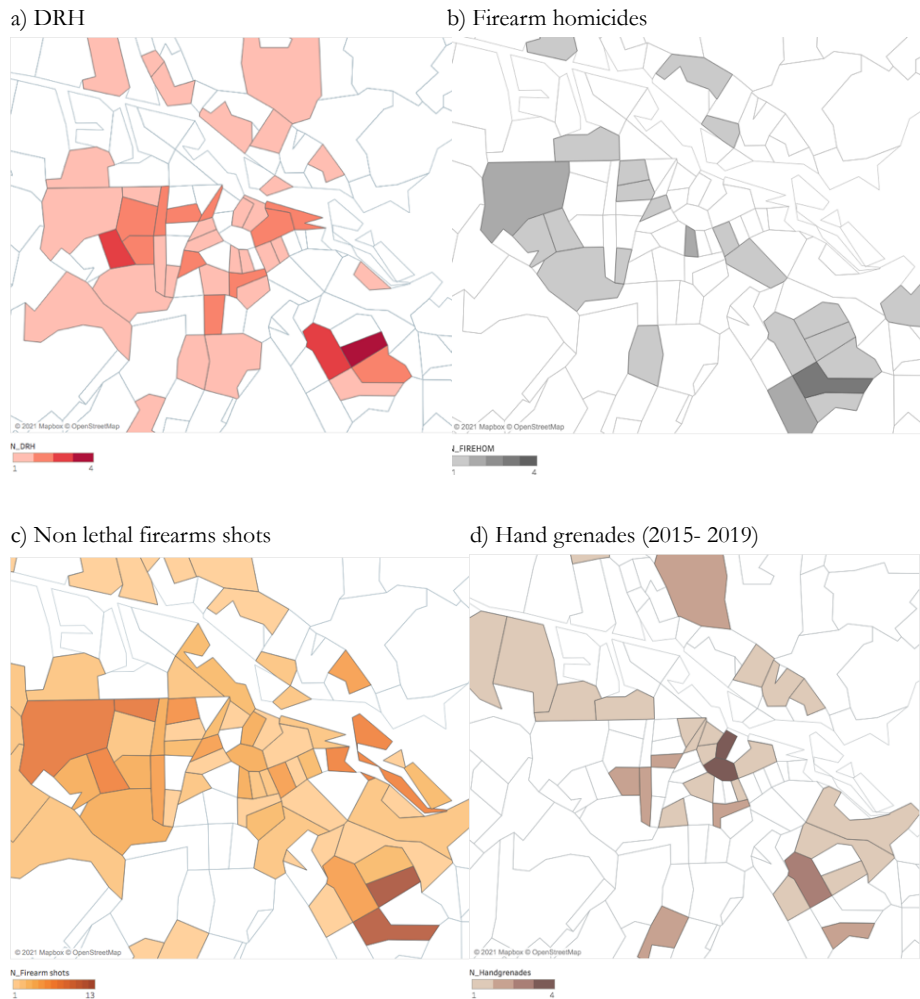 a) DRH
b) Firearm homicides
© 2021 Mapbox © OpenStreetMap
© 2021 Mapbox © OpenStreetMap
N_DRH
1 4
N_FIREHOM
1 4
c) Non lethal firearms shots
d) Hand grenades (2015- 2019)
© 2021 Mapbox © OpenStreetMap
© 2021 Mapbox © OpenStreetMap
N_Firearm shots
1 13
N_Handgrenades
1 4